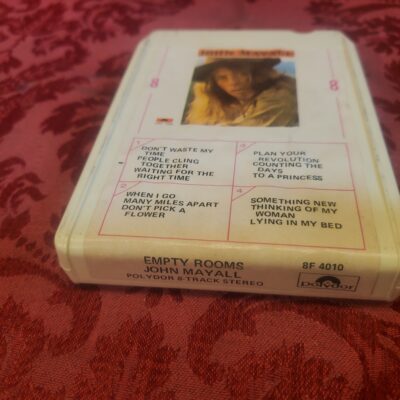 John Mayall
8 8
1
DON'T WASTE MY
TIME
PEOPLE CLING
TOGETHER
WAITING FOR THE
RIGHT TIME
2
WHEN I GO
MANY MILES APART
DON'T PICK A
FLOWER
3
PLAN YOUR
REVOLUTION
COUNTING THE
DAYS
TO A PRINCESS
4
SOMETHING NEW
THINKING OF MY
WOMAN
LYING IN MY BED
EMPTY ROOMS
JOHN MAYALL
POLYDOR 8-TRACK STEREO
8F 4010
polydor